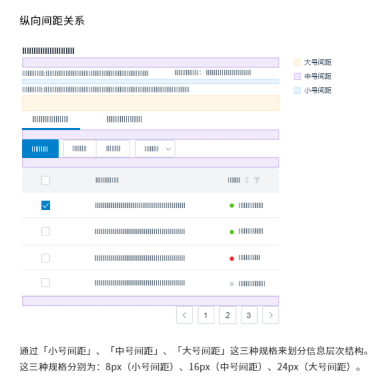 纵向间距关系
大号间距
中号间距
小号间距
1
2
3
通过「小号间距」、「中号间距」、「大号间距」这三种规格来划分信息层次结构。
这三种规格分别为：8px（小号间距）、16px（中号间距）、24px（大号间距）。